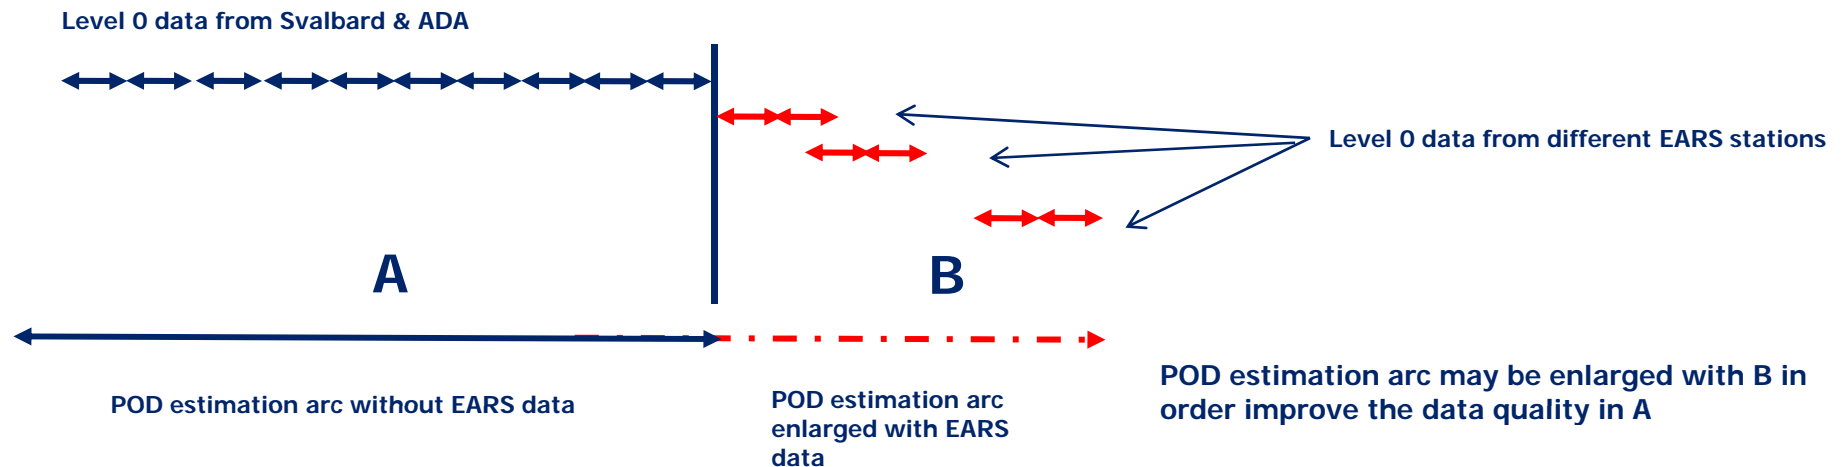 Level 0 data from Svalbard & ADA
Level 0 data from different EARS stations
A
B
POD estimation arc without EARS data
POD estimation arc
enlarged with EARS
data
POD estimation arc may be enlarged with B in
order improve the data quality in A